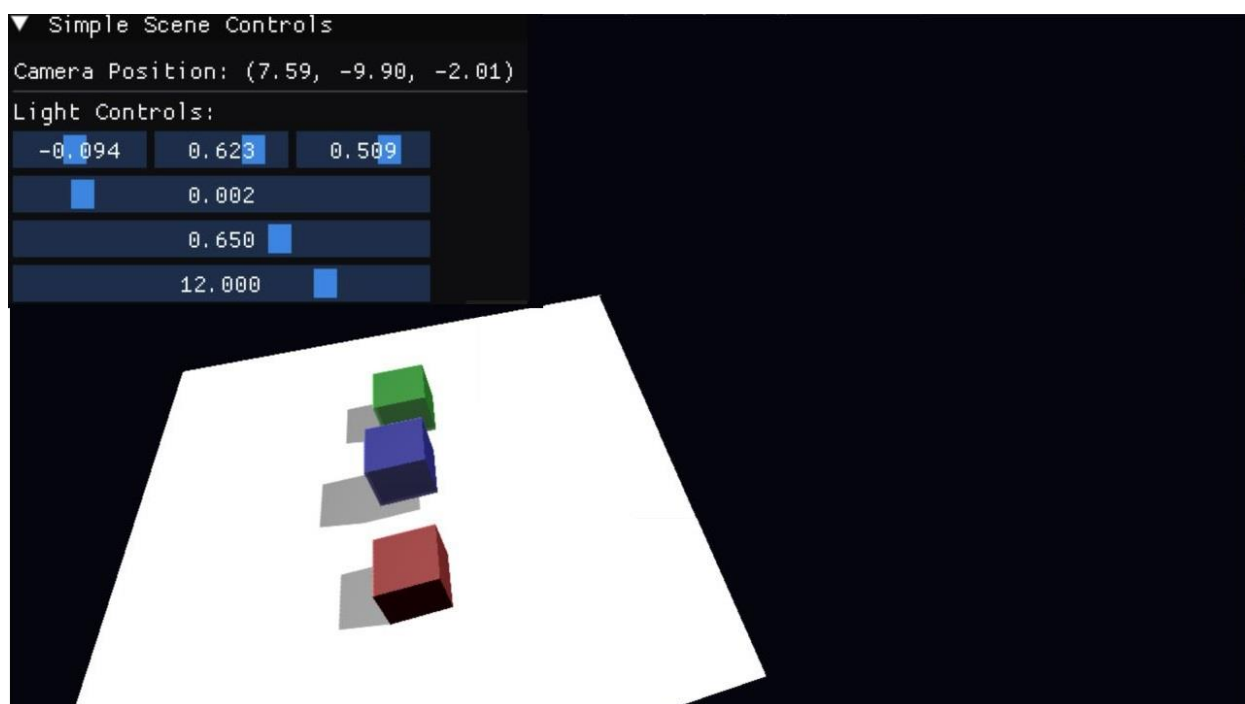 ▼ Simple Scene Controls
Camera Position: (7.59, -9.90, -2.01)
Light Controls:
-0.094 0.623 0.509
0.002
0.650
12.000